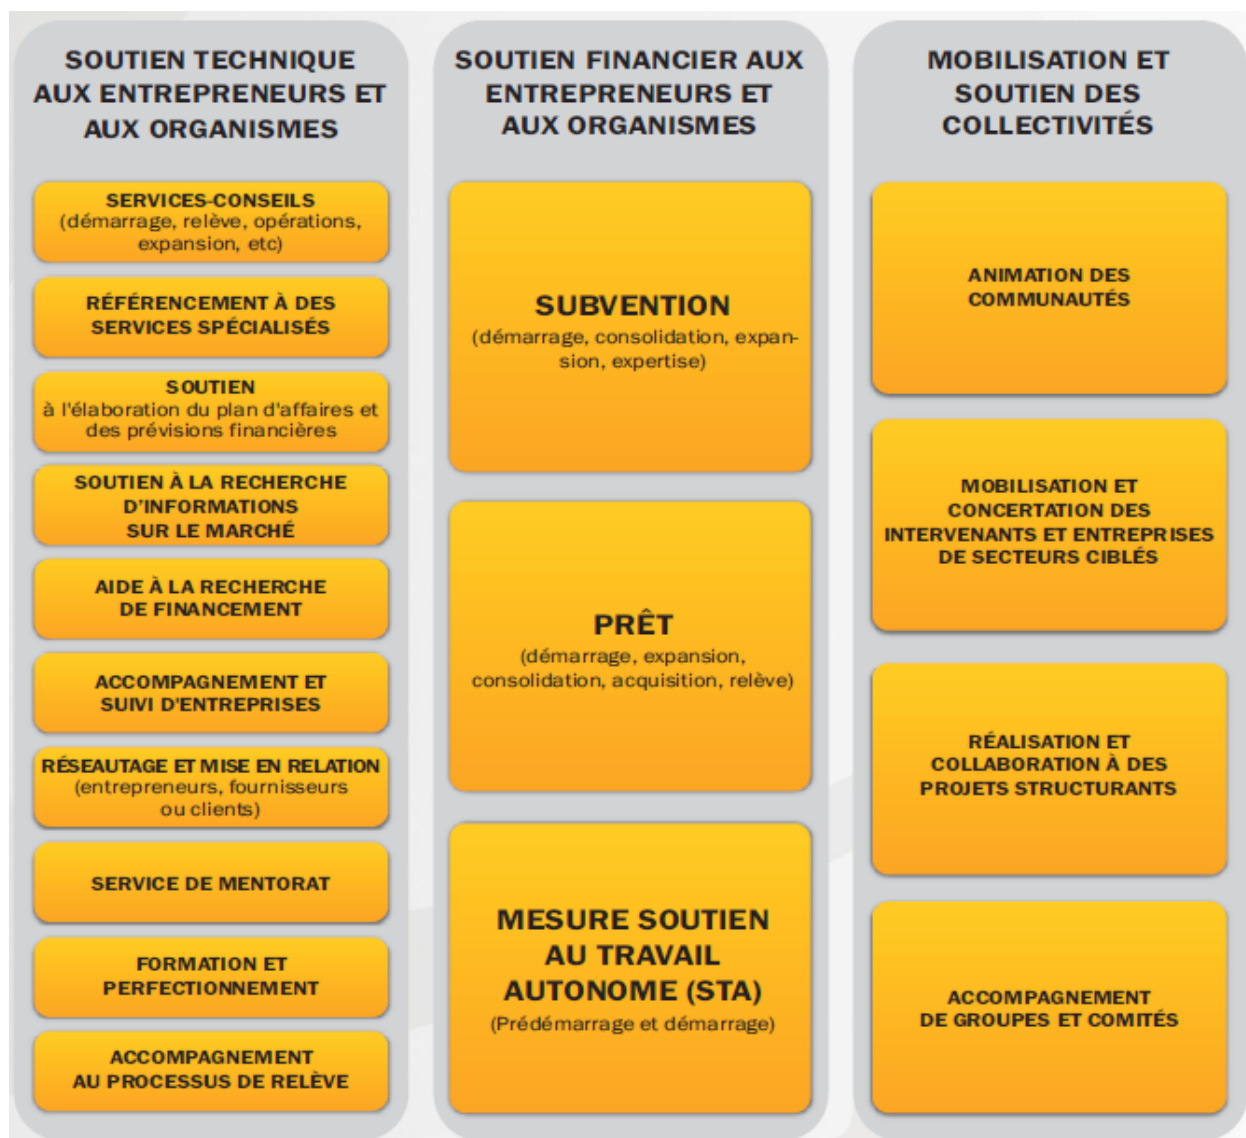 SOUTIEN TECHNIQUE
AUX ENTREPRENEURS ET
AUX ORGANISMES
SERVICES-CONSEILS
(démarrage, relève, opérations,
expansion, etc)
RÉFÉRENCEMENT À DES
SERVICES SPÉCIALISÉS
SOUTIEN
à l'élaboration du plan d'affaires et
des prévisions financières
SOUTIEN À LA RECHERCHE
D'INFORMATIONS
SUR LE MARCHÉ
AIDE À LA RECHERCHE
DE FINANCEMENT
ACCOMPAGNEMENT ET
SUIVI D'ENTREPRISES
RÉSEAUTAGE ET MISE EN RELATION
(entrepreneurs, fournisseurs
ou clients)
SERVICE DE MENTORAT
FORMATION ET
PERFECTIONNEMENT
ACCOMPAGNEMENT
AU PROCESSUS DE RELÈVE
SOUTIEN FINANCIER AUX
ENTREPRENEURS ET
AUX ORGANISMES
SUBVENTION
(démarrage, consolidation, expan-
sion, expertise)
PRÊT
(démarrage, expansion,
consolidation, acquisition, relève)
MESURE SOUTIEN
AU TRAVAIL
AUTONOME (STA)
(Prédémarrage et démarrage)
MOBILISATION ET
SOUTIEN DES
COLLECTIVITÉS
ANIMATION DES
COMMUNAUTÉS
MOBILISATION ET
CONCERTATION DES
INTERVENANTS ET ENTREPRISES
DE SECTEURS CIBLÉS
RÉALISATION ET
COLLABORATION À DES
PROJETS STRUCTURANTS
ACCOMPAGNEMENT
DE GROUPES ET COMITÉS